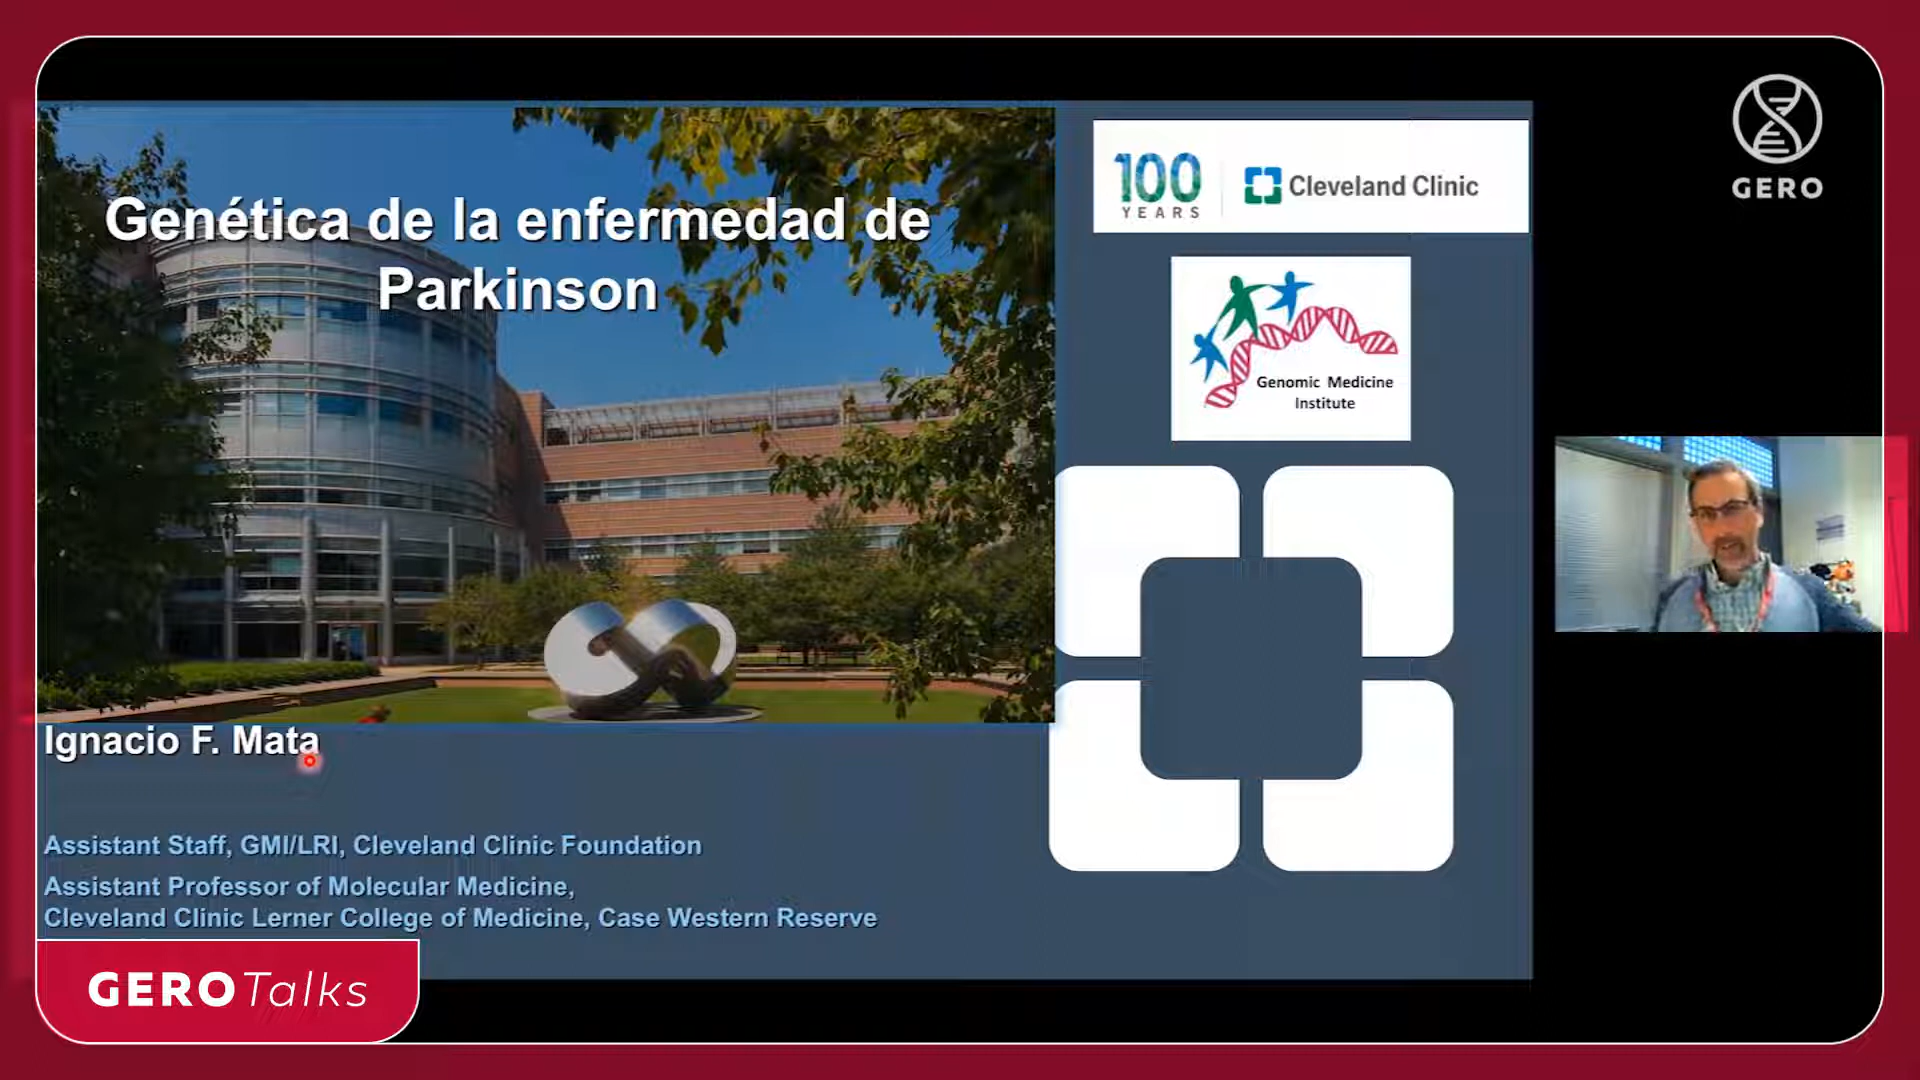 Genética de la enfermedad de
Parkinson
100
YEARS
Cleveland Clinic
GERO
Genomic Medicine
Institute
Ignacio F. Mata
Assistant Staff, GMI/LRI, Cleveland Clinic Foundation
Assistant Professor of Molecular Medicine,
Cleveland Clinic Lerner College of Medicine, Case Western Reserve
GERO Talks